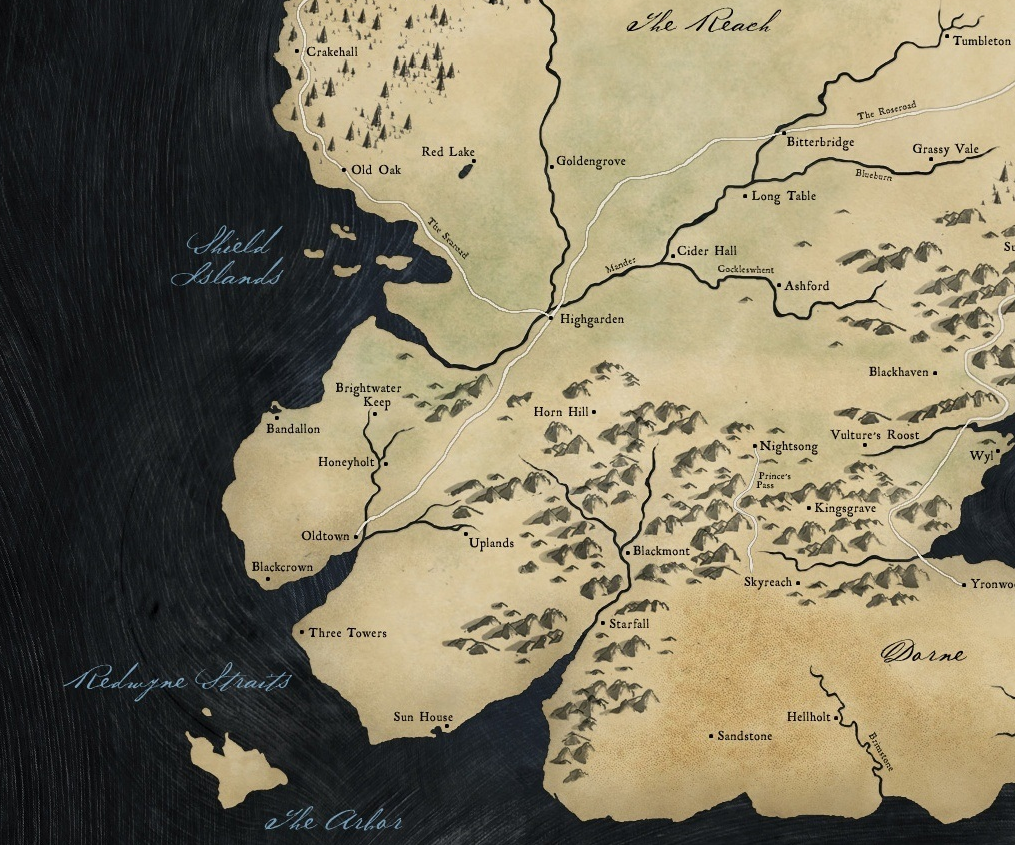 The Reach
Crakehall
Tumbleton
The Roseroad
Bitterbridge
Red Lake
Goldengrove
Grassy Vale
Old Oak
Blueburn
Long Table
The Searoad
Shield
Islands
Cider Hall
Mander
Cockleswhent
Ashford
Highgarden
Blackhaven
Brightwater
Keep
Horn Hill
Bandallon
Vulture's Roost
Nightsong
Wyl
Honeyholt
Prince's
Pass
Kingsgrave
Oldtown
Uplands
Blackmont
Blackcrown
Skyreach
Yronwo
Starfall
Three Towers
Dorne
Redwyne Straits
Sun House
Hellholt
Sandstone
Brimstone
The Arbor